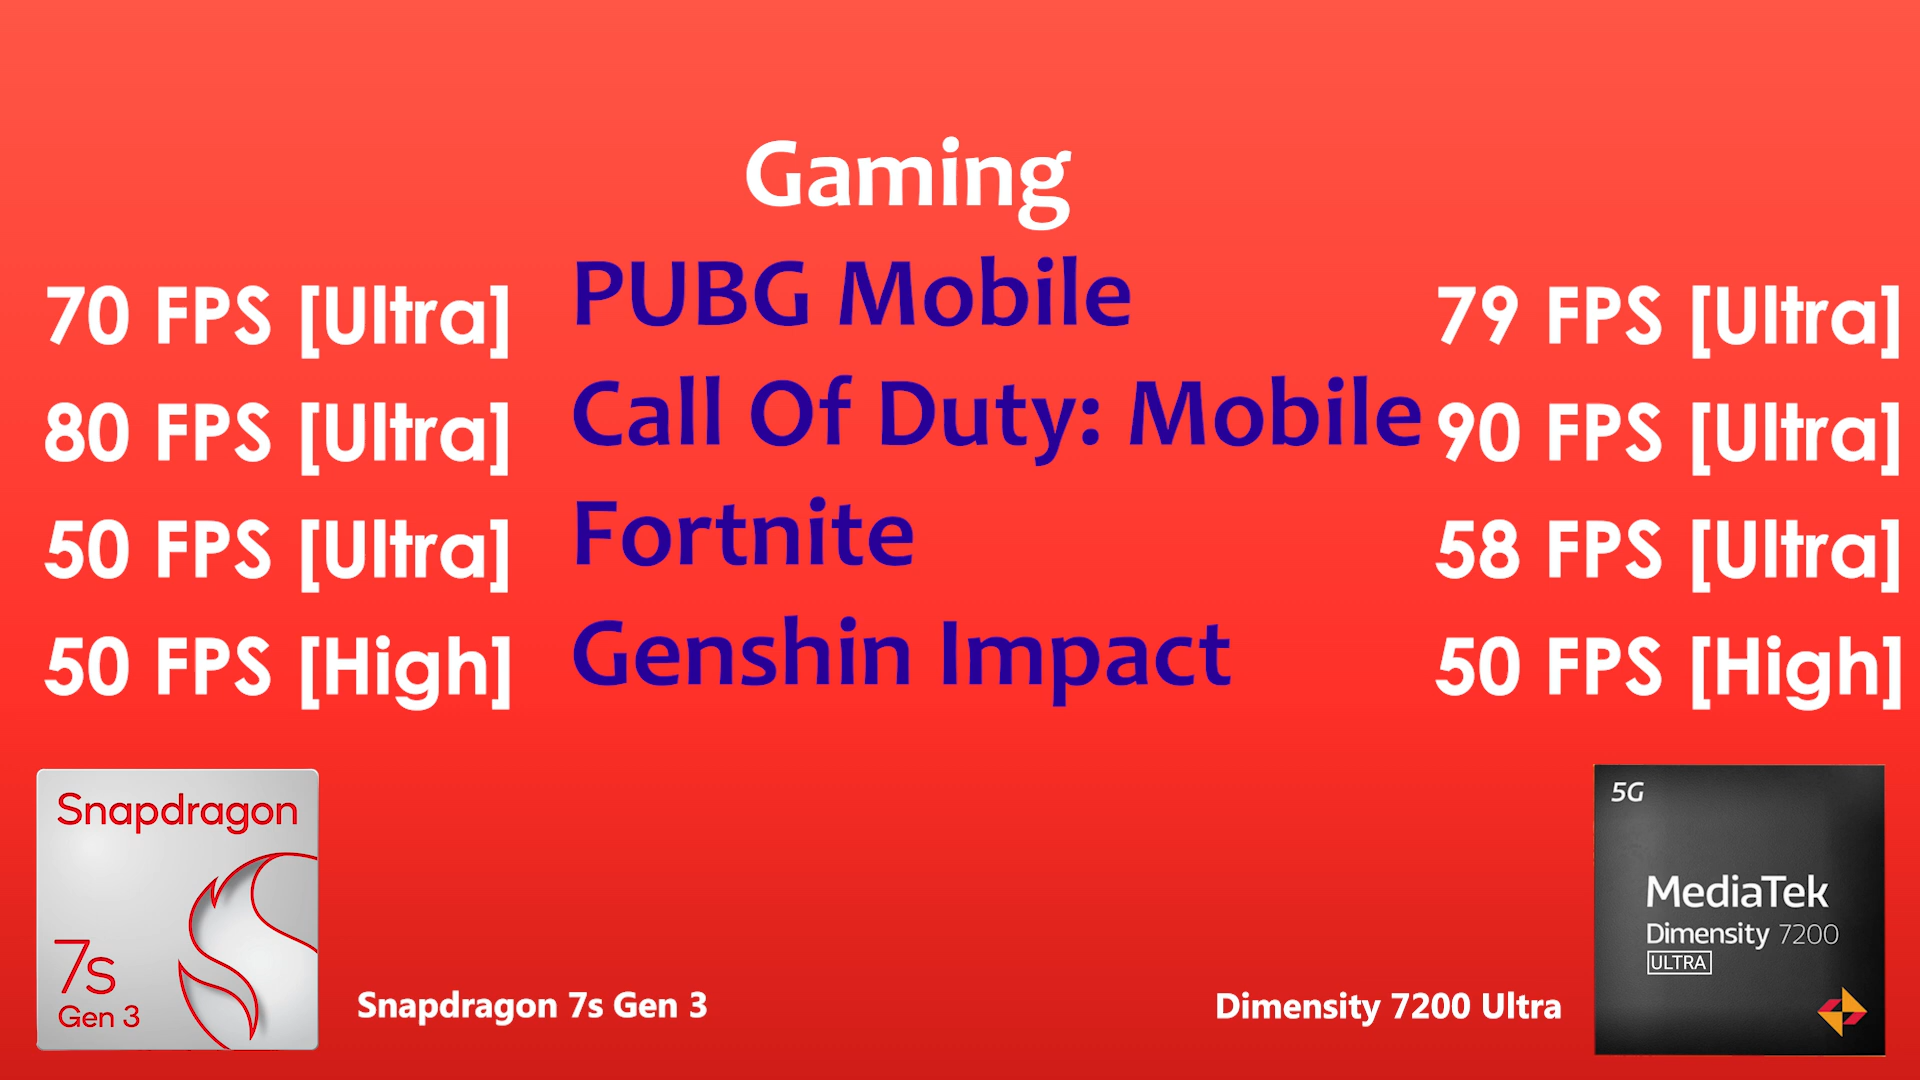 Gaming
70 FPS [Ultra] PUBG Mobile 79 FPS [Ultra]
80 FPS [Ultra] Call Of Duty: Mobile 90 FPS [Ultra]
50 FPS [Ultra] Fortnite 58 FPS [Ultra]
50 FPS [High] Genshin Impact 50 FPS [High]
Snapdragon
7s
Gen 3
Snapdragon 7s Gen 3
Dimensity 7200 Ultra
5G
MediaTek
Dimensity 7200
ULTRA